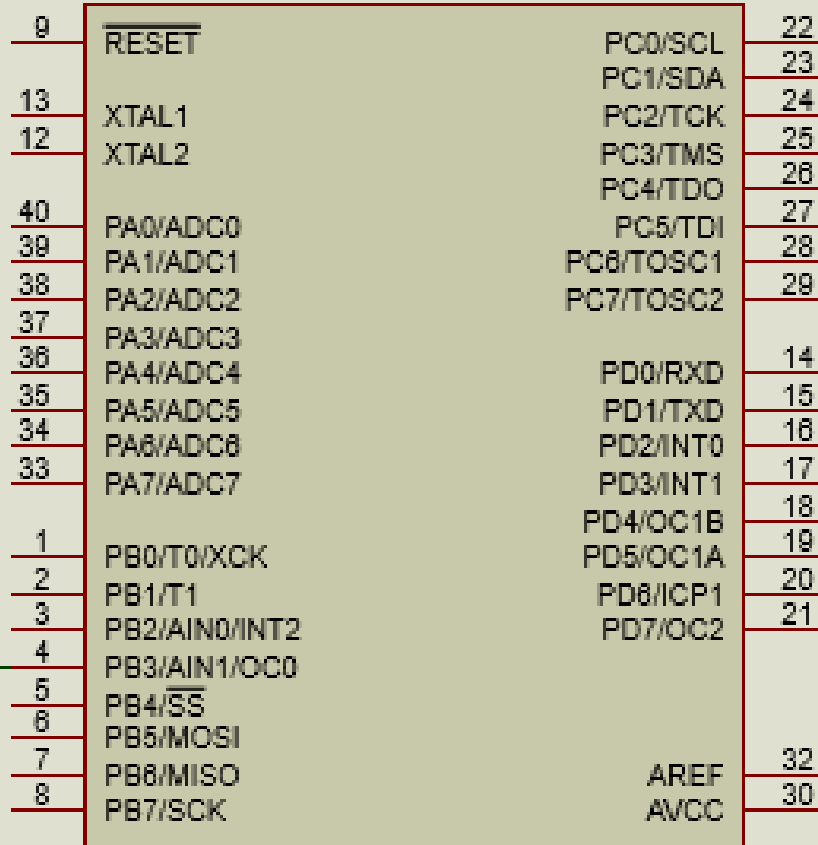 9 RESET PC0/SCL 22
PC1/SDA 23
13 XTAL1 PC2/TCK 24
12 XTAL2 PC3/TMS 25
PC4/TDO 26
40 PA0/ADC0 PC5/TDI 27
39 PA1/ADC1 PC6/TOSC1 28
38 PA2/ADC2 PC7/TOSC2 29
37 PA3/ADC3
36 PA4/ADC4 PD0/RXD 14
35 PA5/ADC5 PD1/TXD 15
34 PA6/ADC6 PD2/INT0 16
33 PA7/ADC7 PD3/INT1 17
PD4/OC1B 18
1 PB0/T0/XCK PD5/OC1A 19
2 PB1/T1 PD6/ICP1 20
3 PB2/AIN0/INT2 PD7/OC2 21
4 PB3/AIN1/OC0
5 PB4/SS
6 PB5/MOSI
7 PB6/MISO AREF 32
8 PB7/SCK AVCC 30